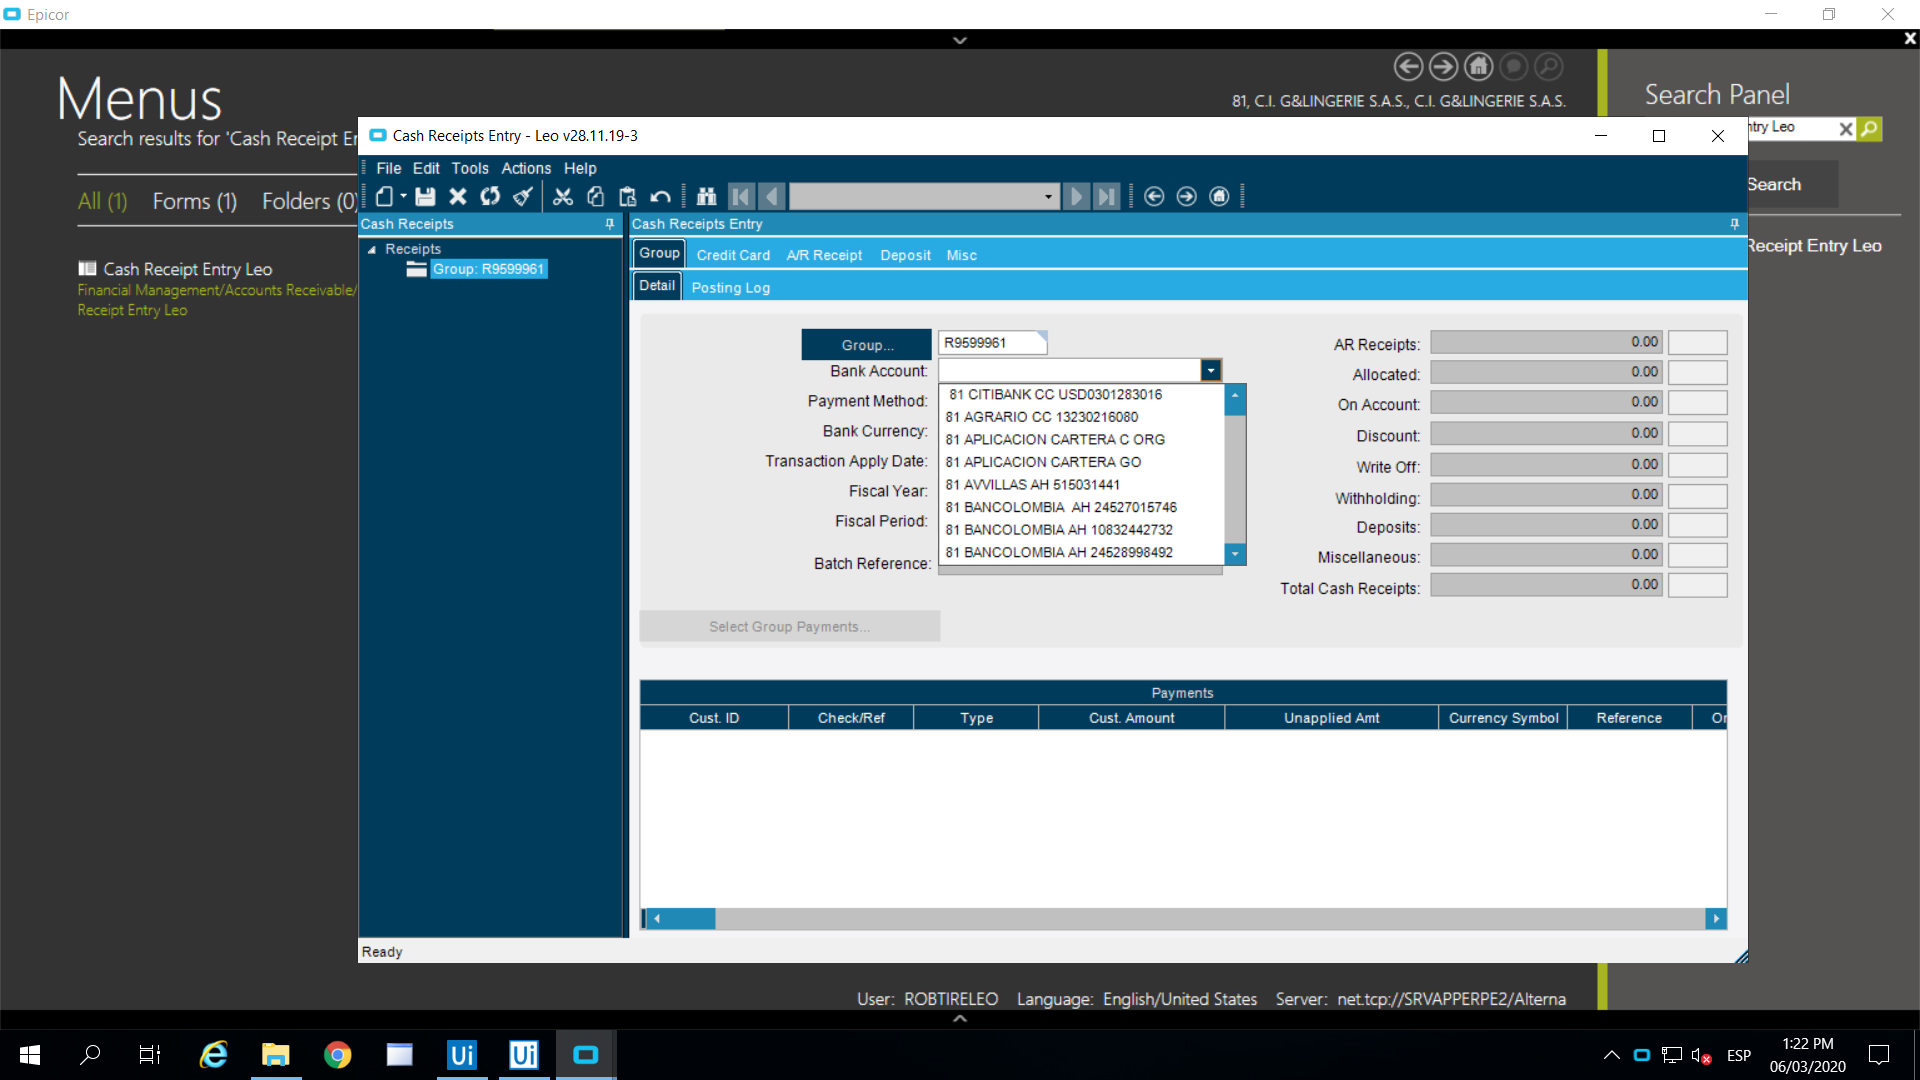 Epicor
Menus
Search results for 'Cash Receipt Er
All (1) Forms (1) Folders (0)
Cash Receipt Entry Leo
Financial Management/Accounts Receivable/
Receipt Entry Leo
81, C.I. G&LINGERIE S.A.S., C.I. G&LINGERIE S.A.S.
Search Panel
ntry Leo
Search
Receipt Entry Leo
Cash Receipts Entry - Leo v28.11.19-3
File Edit Tools Actions Help
Cash Receipts
Receipts
Group: R9599961
Cash Receipts Entry
Group Credit Card A/R Receipt Deposit Misc
Detail Posting Log
Group... R9599961
Bank Account:
Payment Method:
Bank Currency:
Transaction Apply Date:
Fiscal Year:
Fiscal Period:
Batch Reference:
81 CITIBANK CC USD0301283016
81 AGRARIO CC 13230216080
81 APLICACION CARTERA C ORG
81 APLICACION CARTERA GO
81 AVVILLAS AH 515031441
81 BANCOLOMBIA  AH 24527015746
81 BANCOLOMBIA AH 10832442732
81 BANCOLOMBIA AH 24528998492
AR Receipts: 0.00
Allocated: 0.00
On Account: 0.00
Discount: 0.00
Write Off: 0.00
Withholding: 0.00
Deposits: 0.00
Miscellaneous: 0.00
Total Cash Receipts: 0.00
Select Group Payments...
Payments
Cust. ID Check/Ref Type Cust. Amount Unapplied Amt Currency Symbol Reference Or
Ready
User: ROBTIRELEO Language: English/United States Server: net.tcp://SRVAPPERPE2/Alterna
Ui Ui
ESP
1:22 PM
06/03/2020